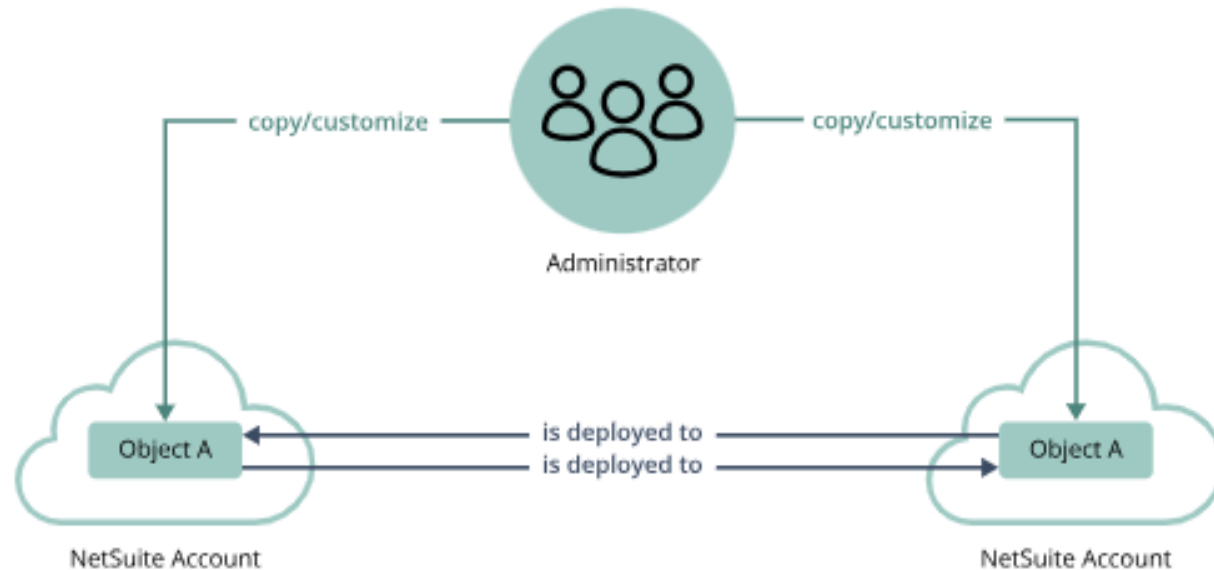 copy/customize
copy/customize
Administrator
Object A
is deployed to
is deployed to
Object A
NetSuite Account
NetSuite Account